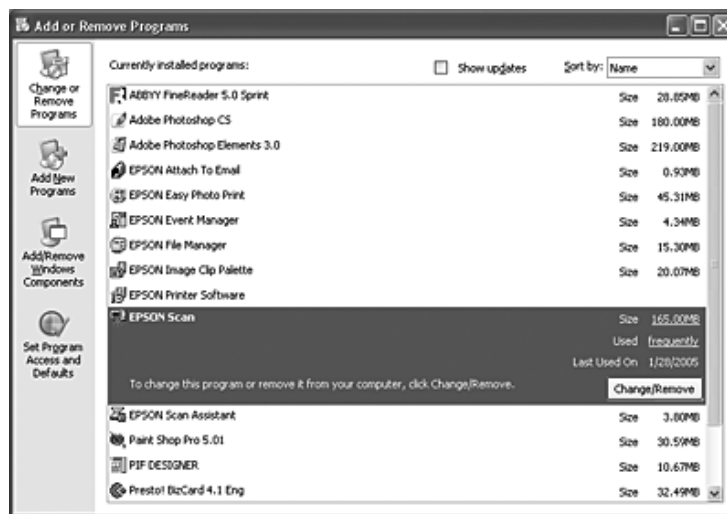 Add or Remove Programs
Change or
Remove
Programs
Add New
Programs
Add/Remove
Windows
Components
Set Program
Access and
Defaults
Currently installed programs:
Show updates
Sort by: Name
ABBYY FineReader 5.0 Sprint Size 28.85MB
Adobe Photoshop CS Size 180.00MB
Adobe Photoshop Elements 3.0 Size 219.00MB
EPSON Attach To Email Size 0.93MB
EPSON Easy Photo Print Size 45.31MB
EPSON Event Manager Size 4.34MB
EPSON File Manager Size 15.30MB
EPSON Image Clip Palette Size 20.07MB
EPSON Printer Software
EPSON Scan Size 165.00MB
Used frequently
Last Used On 1/28/2005
To change this program or remove it from your computer, click Change/Remove.
Change/Remove
EPSON Scan Assistant Size 3.80MB
Paint Shop Pro 5.01 Size 30.59MB
PIF DESIGNER Size 10.67MB
Presto! BizCard 4.1 Eng Size 32.49MB